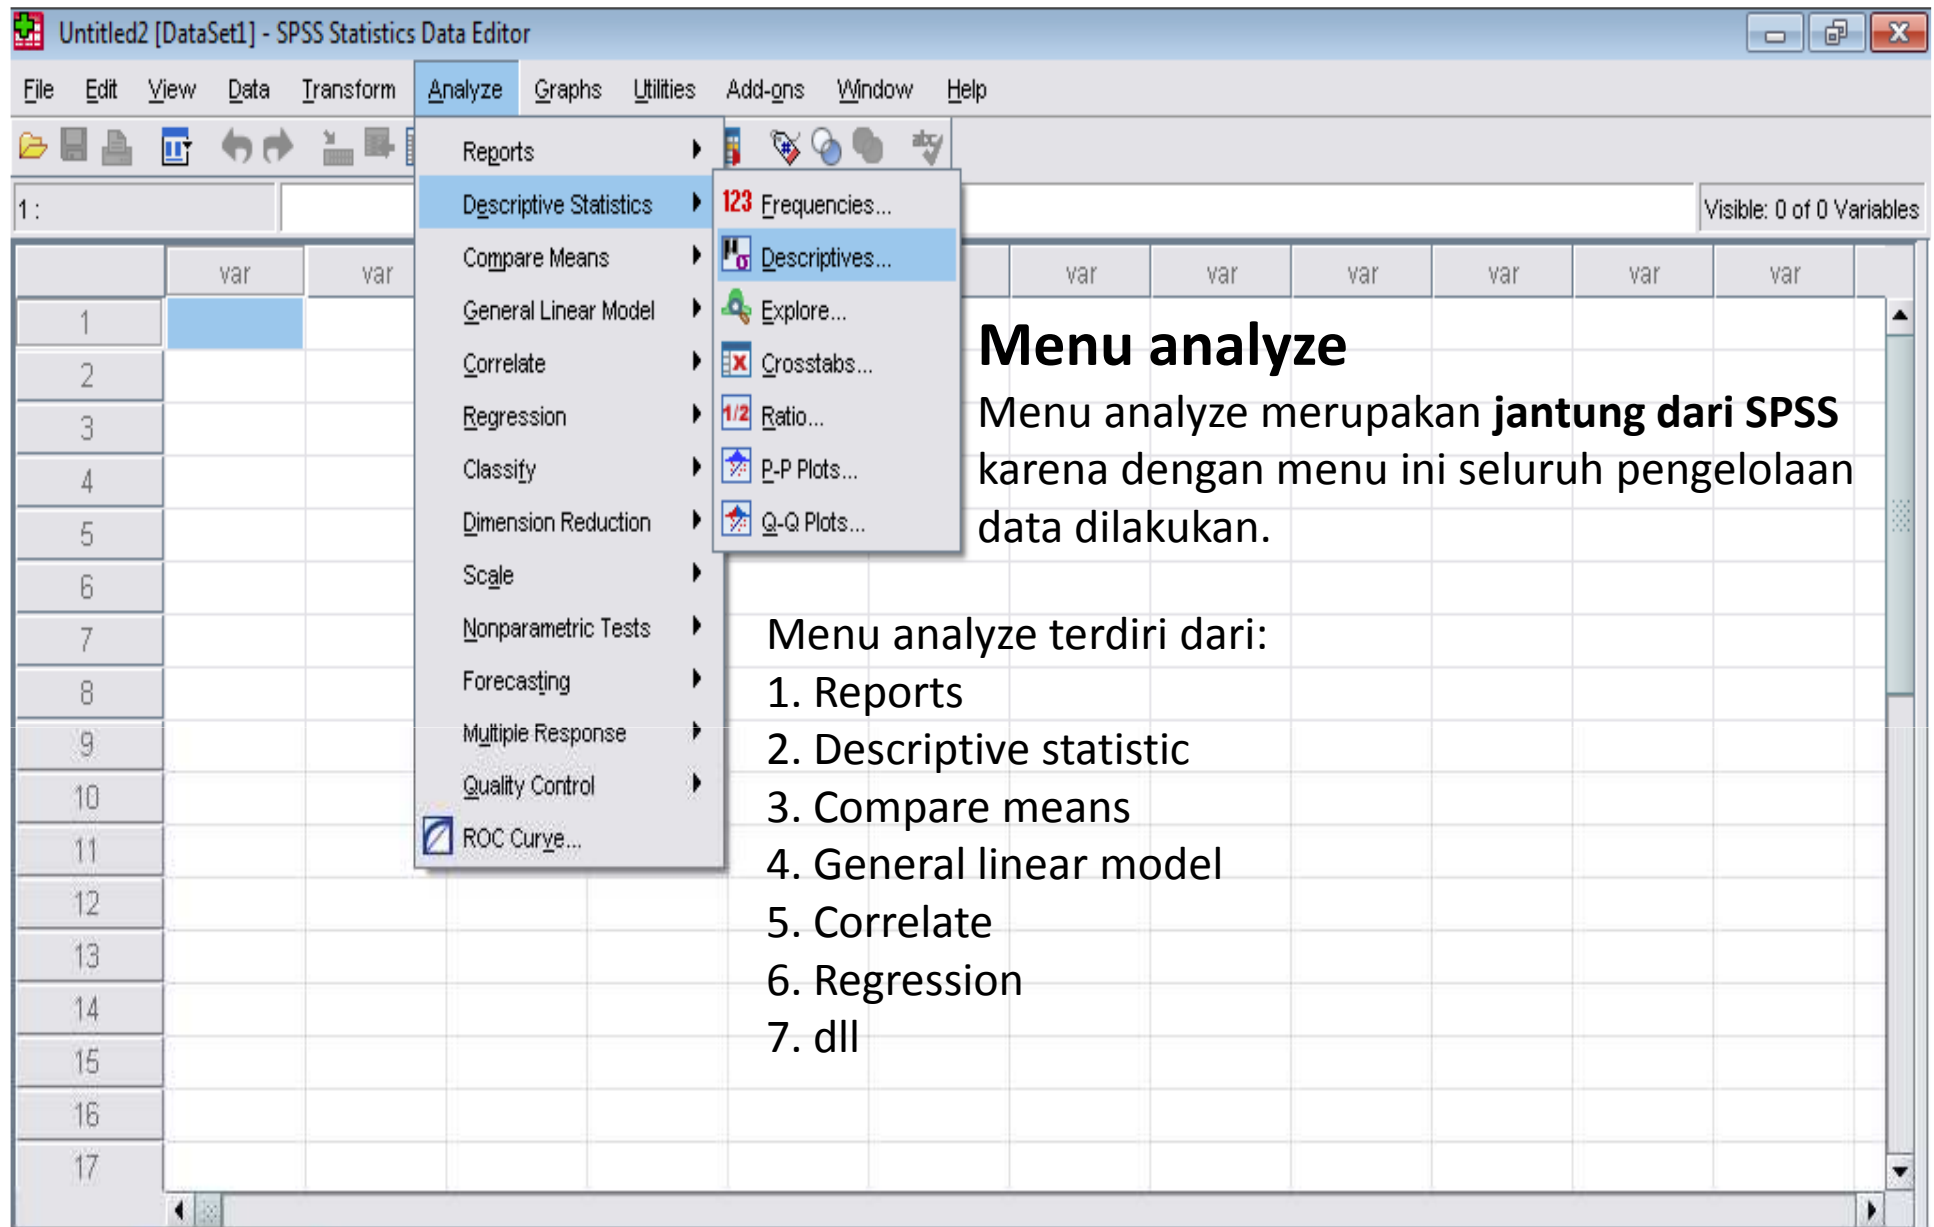 Untitled2 [DataSet1] - SPSS Statistics Data Editor
File Edit View Data Transform Analyze Graphs Utilities Add-ons Window Help
1 :
Visible: 0 of 0 Variables
var var var var var var var var
Reports
Descriptive Statistics
Compare Means
General Linear Model
Correlate
Regression
Classify
Dimension Reduction
Scale
Nonparametric Tests
Forecasting
Multiple Response
Quality Control
ROC Curve...
123 Frequencies...
μσ Descriptives...
Explore...
Crosstabs...
1/2 Ratio...
P-P Plots...
Q-Q Plots...
1
2
3
4
5
6
7
8
9
10
11
12
13
14
15
16
17
Menu analyze
Menu analyze merupakan jantung dari SPSS
karena dengan menu ini seluruh pengelolaan
data dilakukan.
Menu analyze terdiri dari:
1. Reports
2. Descriptive statistic
3. Compare means
4. General linear model
5. Correlate
6. Regression
7. dll